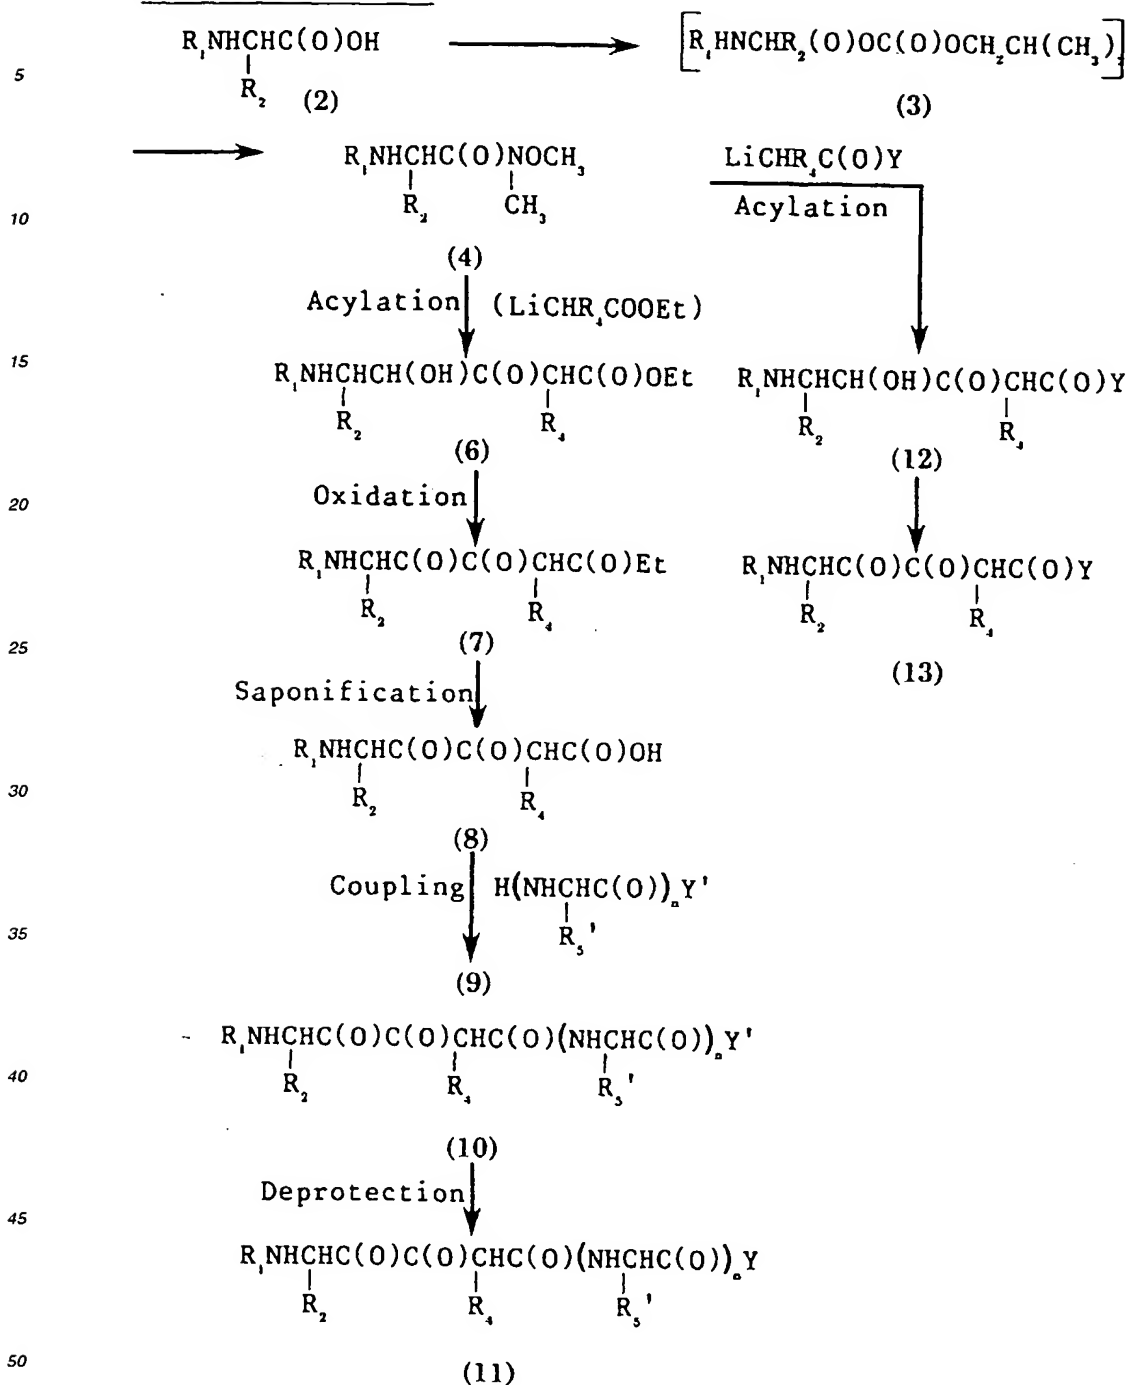 R₁NHCHC(O)OH [R₁HNCHR₂(O)OC(O)OCH₂CH(CH₃)₂]
5
R₂ (2) (3)
R₁NHCHC(O)NOCH₃ LiCHR₄C(O)Y
R₂ CH₃ Acylation
10
(4)
Acylation (LiCHR₄COOEt)
15
R₁NHCHCH(OH)C(O)CHC(O)OEt R₁NHCHCH(OH)C(O)CHC(O)Y
R₂ R₄ R₂ R₄
(6) (12)
Oxidation
20
R₁NHCHC(O)C(O)CHC(O)Et R₁NHCHC(O)C(O)CHC(O)Y
R₂ R₄ R₂ R₄
25
(7) (13)
Saponification
R₁NHCHC(O)C(O)CHC(O)OH
30
R₂ R₄
(8)
Coupling H(NHCHC(O))ₙY'
35
R₅'
(9)
R₁NHCHC(O)C(O)CHC(O)(NHCHC(O))ₙY'
40
R₂ R₄ R₅'
(10)
Deprotection
45
R₁NHCHC(O)C(O)CHC(O)(NHCHC(O))ₙY
R₂ R₄ R₅'
50
(11)